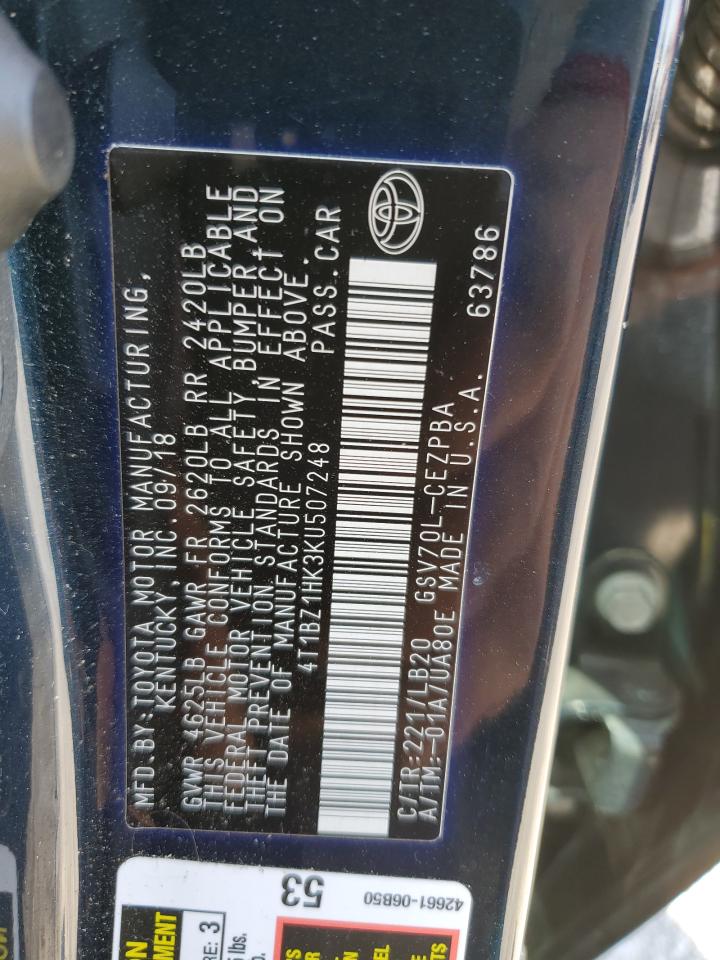 MFD.BY:TOYOTA MOTOR MANUFACTURING,
KENTUCKY, INC.09/18
GVWR 4625LB GAWR FR 2620LB RR 2420LB
THIS VEHICLE CONFORMS TO ALL APPLICABLE
FEDERAL MOTOR VEHICLE SAFETY,BUMPER,AND
THEFT PREVENTION STANDARDS IN EFFECT ON
THE DATE OF MANUFACTURE SHOWN ABOVE.
4T1BZ1HK3KU507248 PASS.CAR
C/TR:221/LB20 GSV70L-CEZPBA
A/TM:-01A/UA80E MADE IN U.S.A. 63786
53
42661-06B50